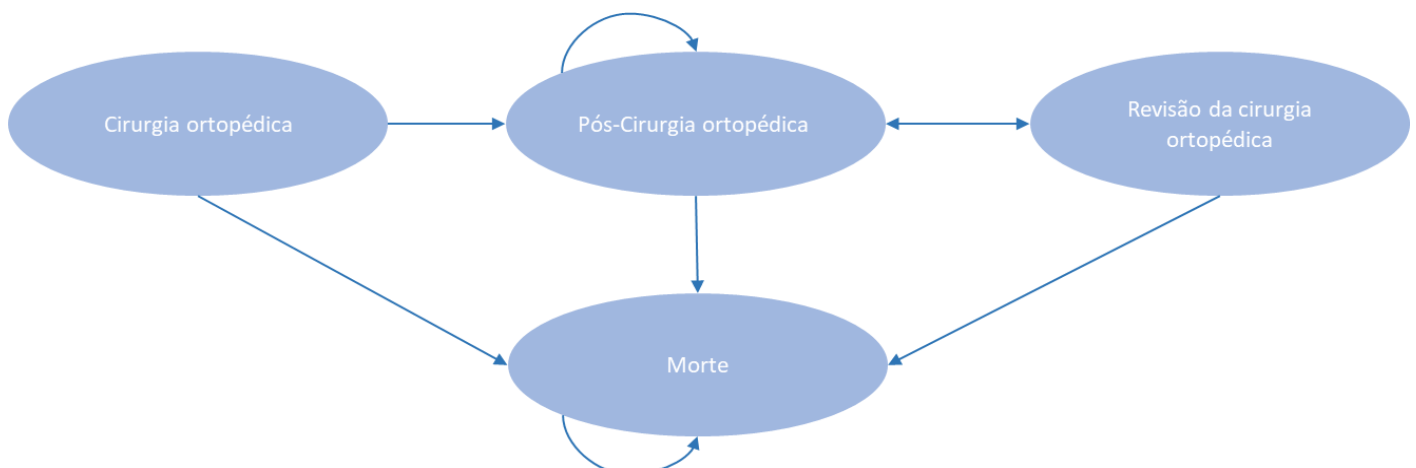 Cirurgia ortopédica
Pós-Cirurgia ortopédica
Revisão da cirurgia
ortopédica
Morte